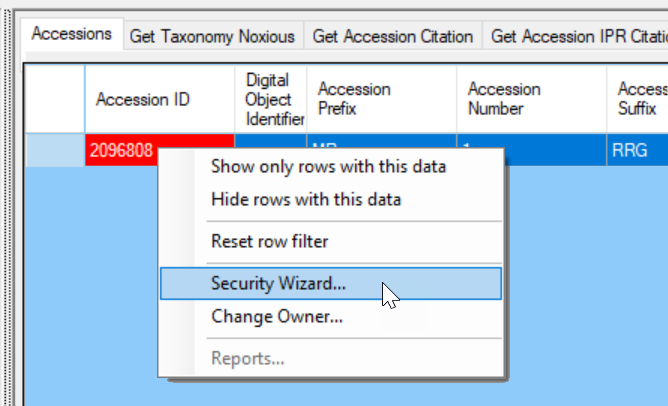 Accessions
Get Taxonomy Noxious
Get Accession Citation
Get Accession IPR Citatio
Accession ID
Digital
Object
Identifier
Accession
Prefix
Accession
Number
Access
Suffix
2096808
RRG
Show only rows with this data
Hide rows with this data
Reset row filter
Security Wizard...
Change Owner...
Reports...